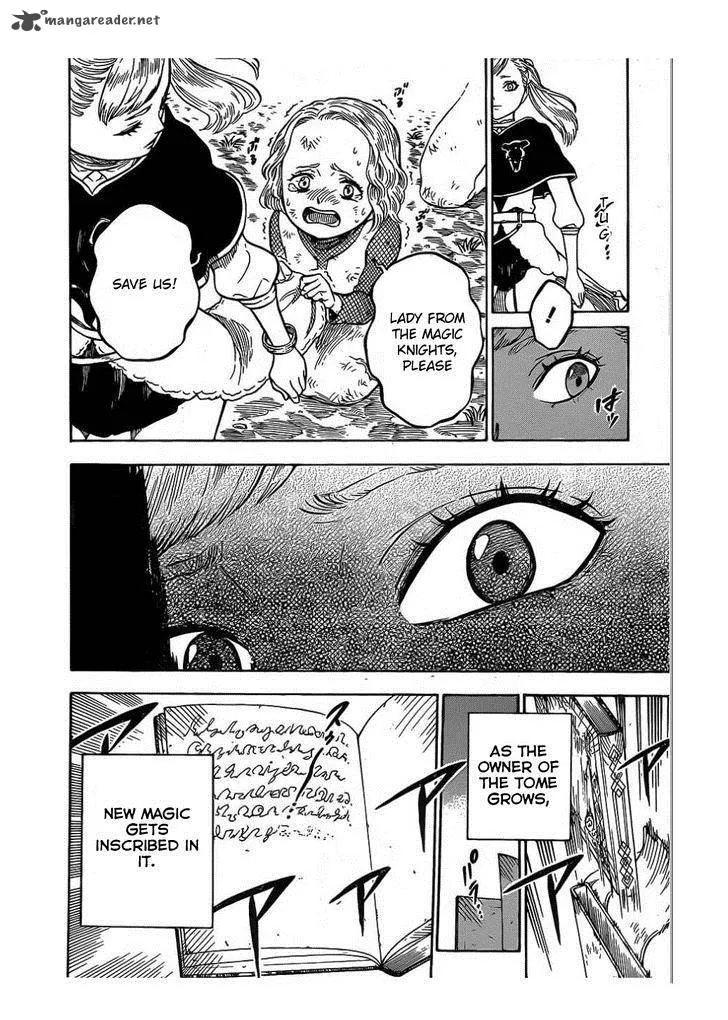 mangareader.net
TUG
!
LADY FROM
THE MAGIC
KNIGHTS,
PLEASE
SAVE US!
AS THE
OWNER OF
THE TOME
GROWS,
NEW MAGIC
GETS
INSCRIBED IN
IT.